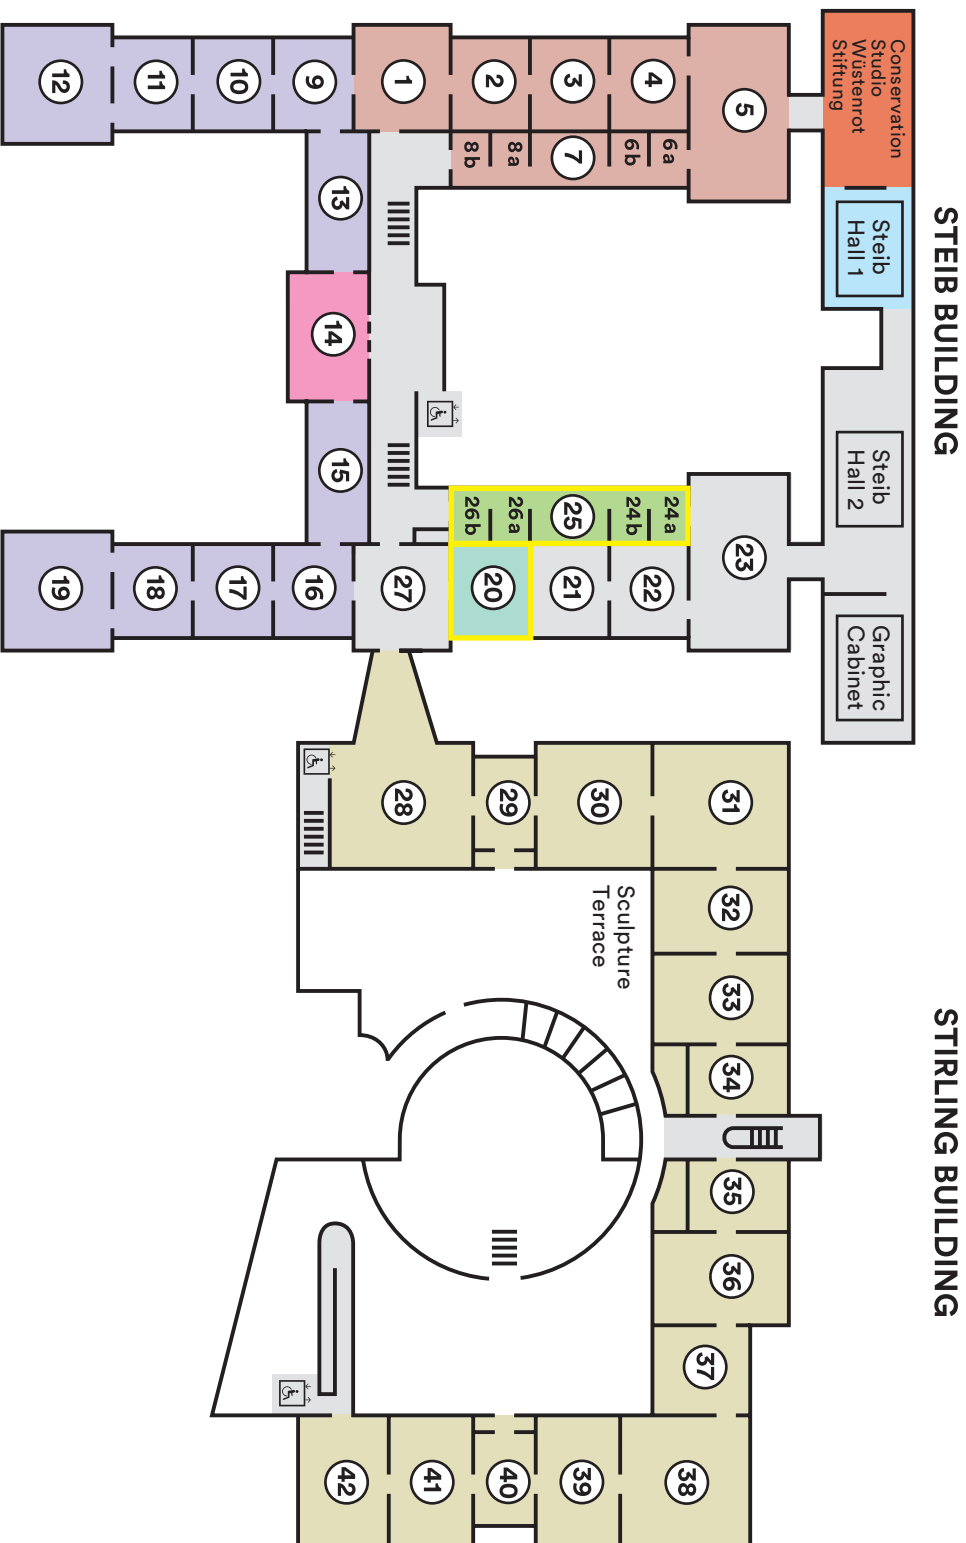 STEIB BUILDING
STIRLING BUILDING
Conservation
Studio
Wüstenrot
Stiftung
Steib
Hall 1
Steib
Hall 2
Graphic
Cabinet
5
4
3
2
1
9
10
11
12
6a
6b
7
8a
8b
13
14
15
23
24a
24b
25
26a
26b
22
21
20
27
16
17
18
19
28
29
30
31
32
33
34
35
36
37
38
39
40
41
42
Sculpture
Terrace